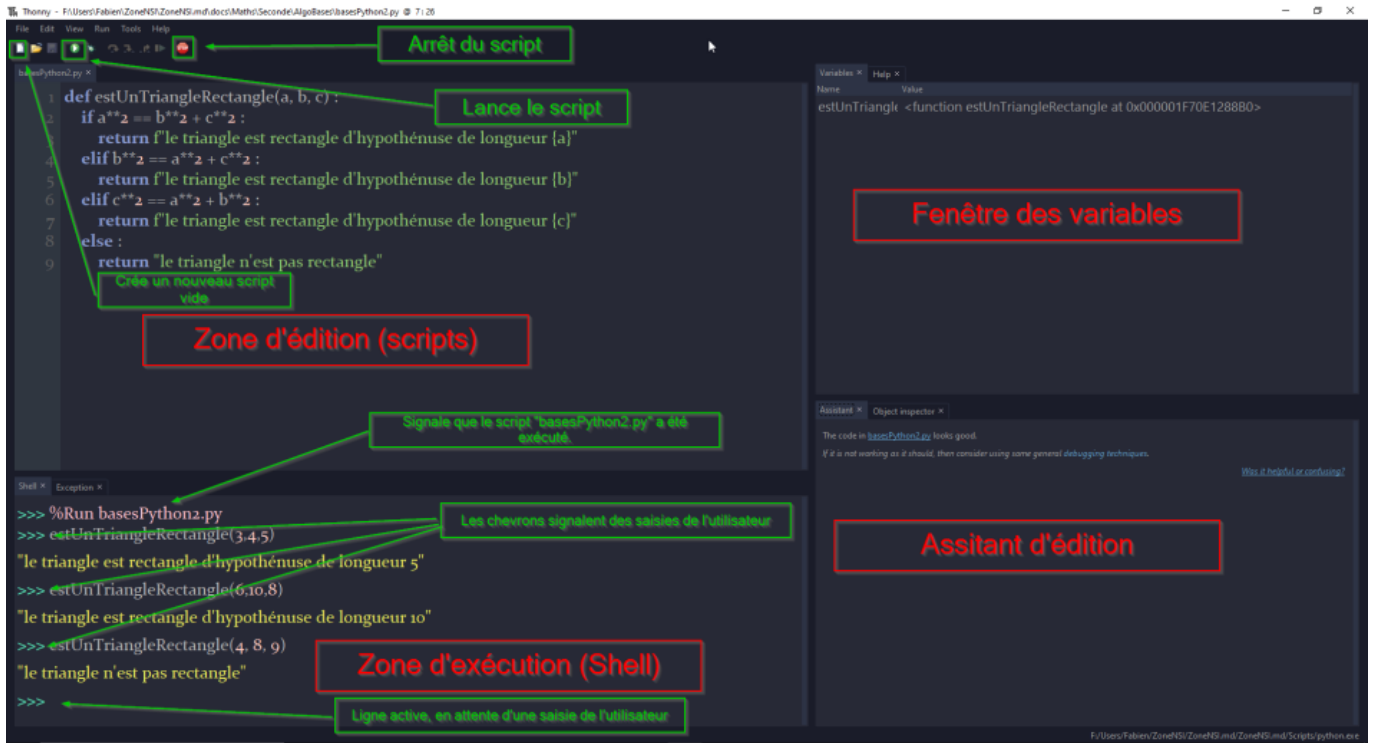 Thonny - F:\Users\Fabien\ZoneNSI\ZoneNSI.md\docs\Maths\Seconde\AlgoBases\basesPython2.py @ 7 : 26
File Edit View Run Tools Help
Arrêt du script
basesPython2.py ×
Lance le script
1 def estUnTriangleRectangle(a, b, c) :
2 if a**2 == b**2 + c**2 :
3 return f"le triangle est rectangle d'hypothénuse de longueur {a}"
4 elif b**2 == a**2 + c**2 :
5 return f"le triangle est rectangle d'hypothénuse de longueur {b}"
6 elif c**2 == a**2 + b**2 :
7 return f"le triangle est rectangle d'hypothénuse de longueur {c}"
8 else :
9 return "le triangle n'est pas rectangle"
Crée un nouveau script
vide
Zone d'édition (scripts)
Variables × Help ×
Name Value
estUnTriangle <function estUnTriangleRectangle at 0x000001F70E1288B0>
Fenêtre des variables
Signale que le script "basesPython2.py" a été
exécuté.
Shell × Exception ×
>>> %Run basesPython2.py
>>> estUnTriangleRectangle(3,4,5)
"le triangle est rectangle d'hypothénuse de longueur 5"
>>> estUnTriangleRectangle(6,10,8)
"le triangle est rectangle d'hypothénuse de longueur 10"
>>> estUnTriangleRectangle(4, 8, 9)
"le triangle n'est pas rectangle"
>>>
Les chevrons signalent des saisies de l'utilisateur
Zone d'exécution (Shell)
Ligne active, en attente d'une saisie de l'utilisateur
Assistant × Object inspector ×
The code in basesPython2.py looks good.
If it is not working as it should, then consider using some general debugging techniques.
Was it helpful or confusing?
Assitant d'édition
F:/Users/Fabien/ZoneNSI/ZoneNSI.md/ZoneNSI.md/Scripts/python.exe